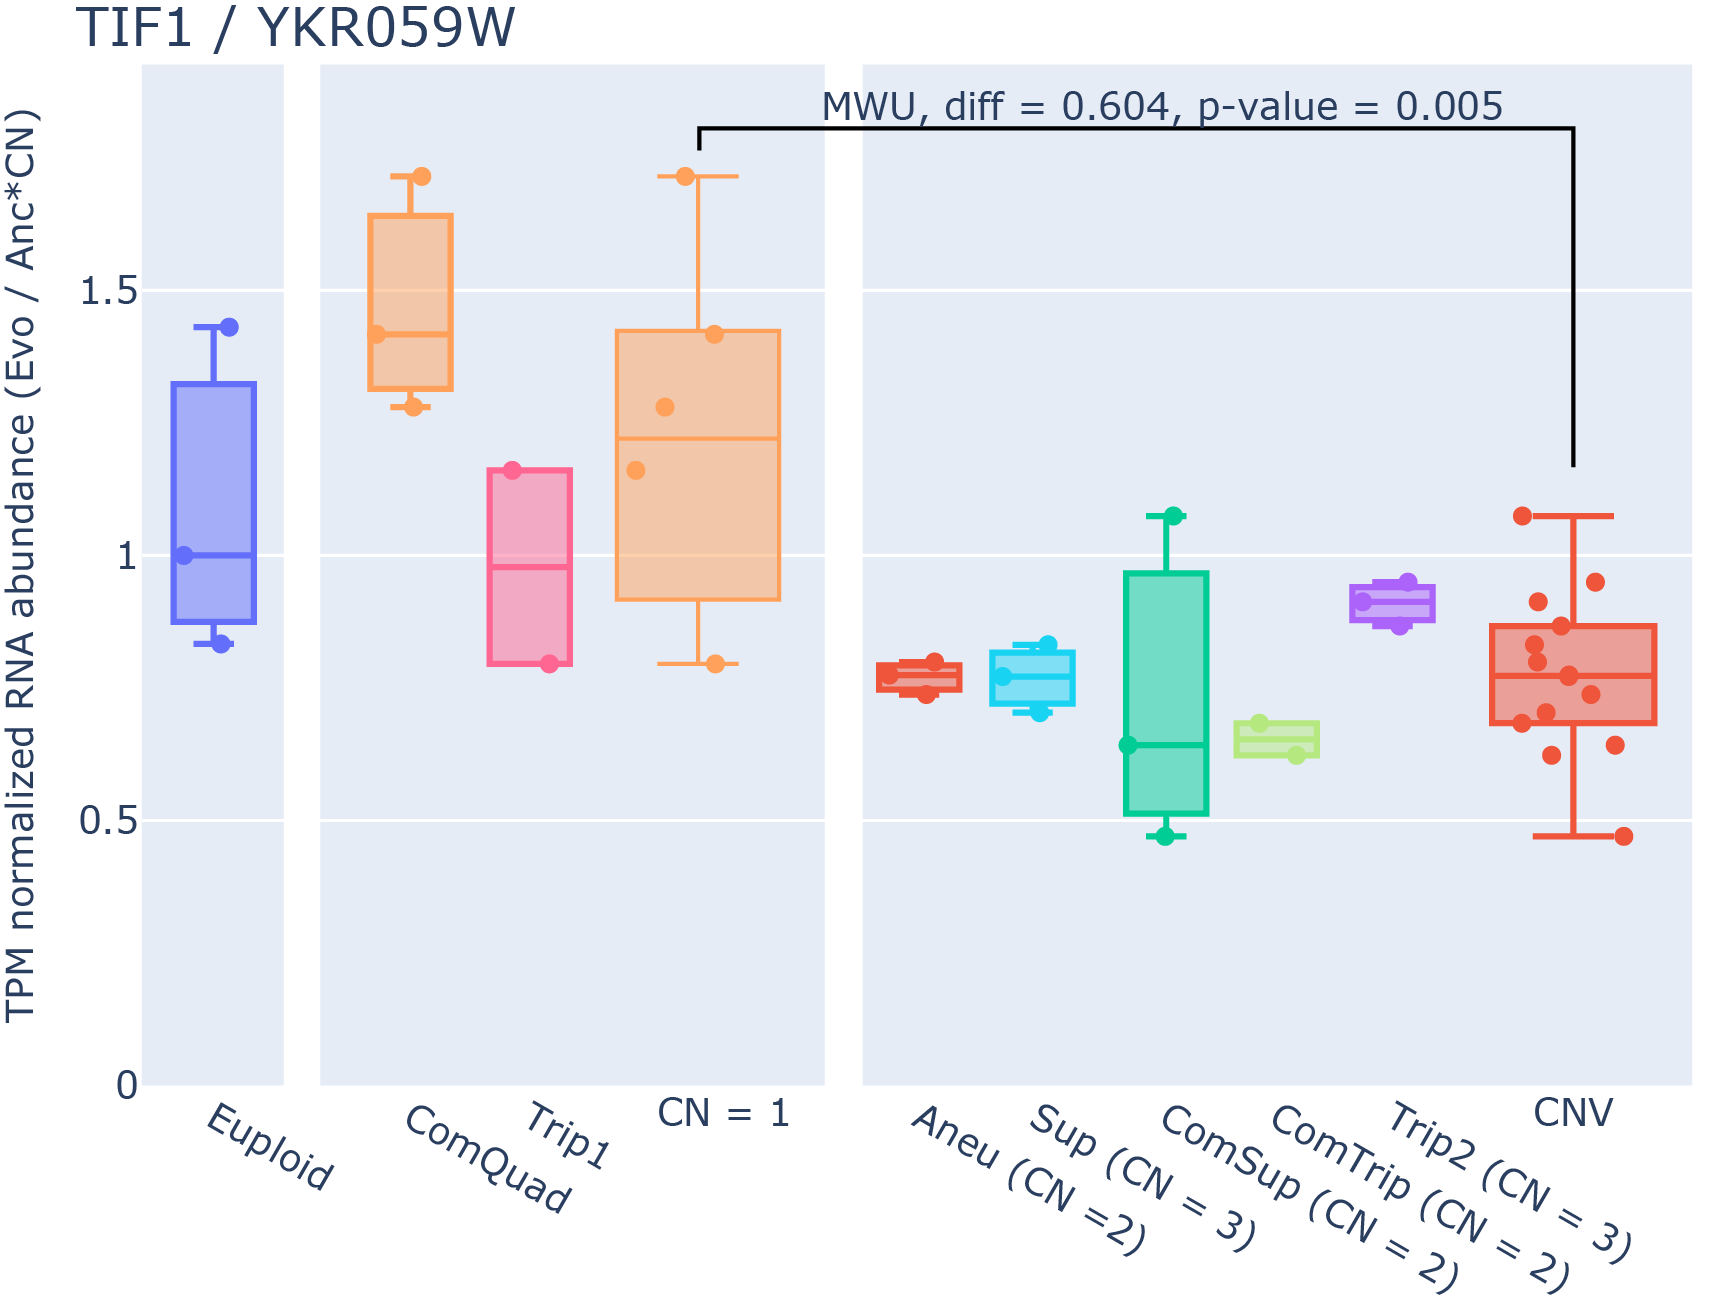 TIF1 / YKR059W
MWU, diff = 0.604, p-value = 0.005
TPM normalized RNA abundance (Evo / Anc*CN)
1.5
1
0.5
0
Euploid
ComQuad
Trip1
CN = 1
Aneu (CN =2)
Sup (CN = 3)
ComSup (CN = 2)
ComTrip (CN = 2)
Trip2 (CN = 3)
CNV